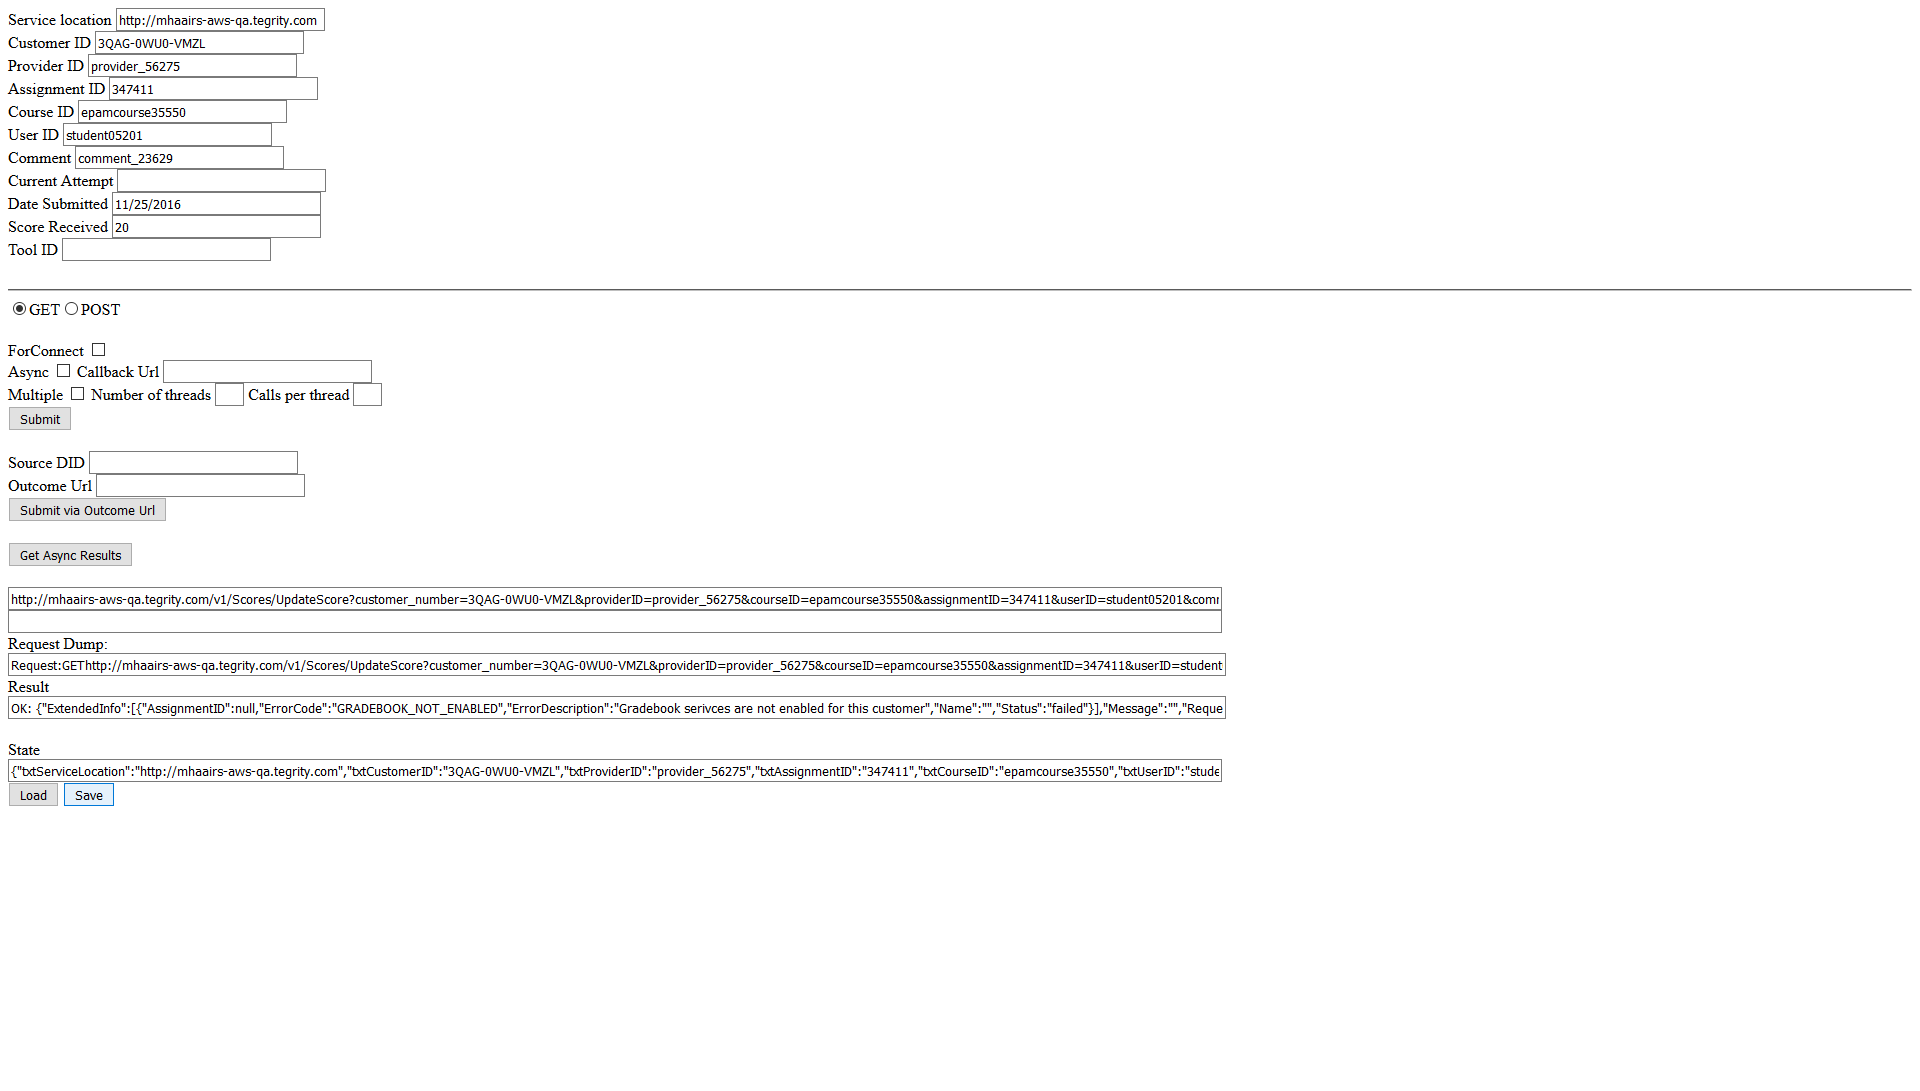 Service location http://mhaairs-aws-qa.tegrity.com
Customer ID 3QAG-0WU0-VMZL
Provider ID provider_56275
Assignment ID 347411
Course ID epamcourse35550
User ID student05201
Comment comment_23629
Current Attempt
Date Submitted 11/25/2016
Score Received 20
Tool ID
GET POST
ForConnect
Async Callback Url
Multiple Number of threads Calls per thread
Submit
Source DID
Outcome Url
Submit via Outcome Url
Get Async Results
http://mhaairs-aws-qa.tegrity.com/v1/Scores/UpdateScore?customer_number=3QAG-0WU0-VMZL&providerID=provider_56275&courseID=epamcourse35550&assignmentID=347411&userID=student05201&com
Request Dump:
Request:GEThttp://mhaairs-aws-qa.tegrity.com/v1/Scores/UpdateScore?customer_number=3QAG-0WU0-VMZL&providerID=provider_56275&courseID=epamcourse35550&assignmentID=347411&userID=student
Result
OK: {"ExtendedInfo":[{"AssignmentID":null,"ErrorCode":"GRADEBOOK_NOT_ENABLED","ErrorDescription":"Gradebook serivces are not enabled for this customer","Name":"","Status":"failed"}],"Message":"","Reque
State
{"txtServiceLocation":"http://mhaairs-aws-qa.tegrity.com","txtCustomerID":"3QAG-0WU0-VMZL","txtProviderID":"provider_56275","txtAssignmentID":"347411","txtCourseID":"epamcourse35550","txtUserID":"stude
Load Save